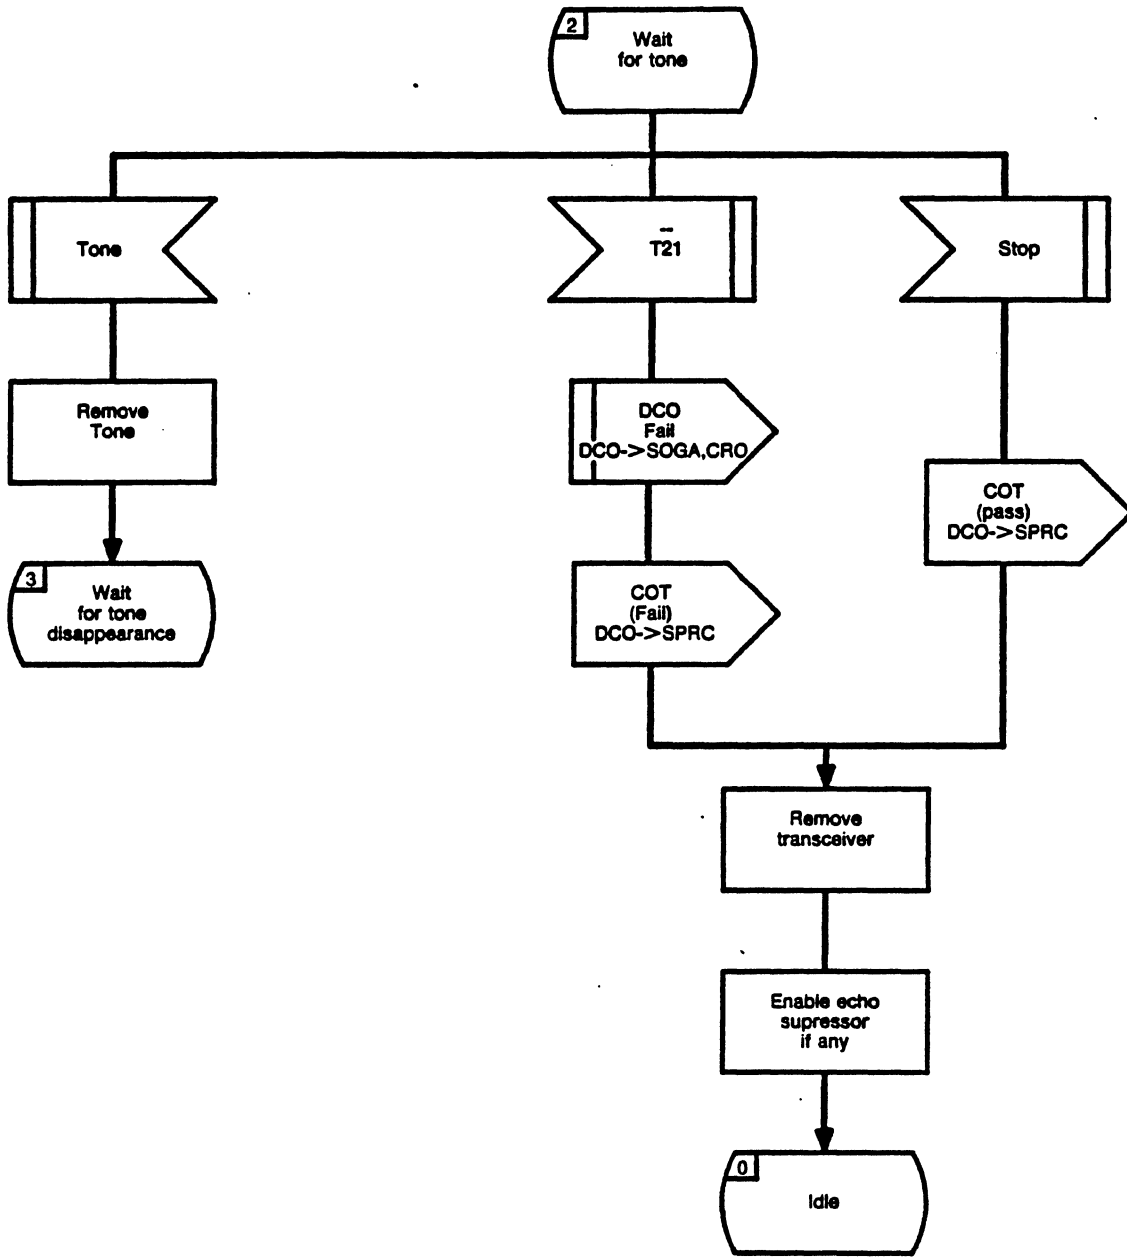 2
Wait
for tone
Tone
T21
Stop
Remove
Tone
DCO
Fail
DCO->SOGA,CRO
COT
(pass)
DCO->SPRC
3
Wait
for tone
disappearance
COT
(Fail)
DCO->SPRC
Remove
transceiver
Enable echo
supressor
if any
0
Idle